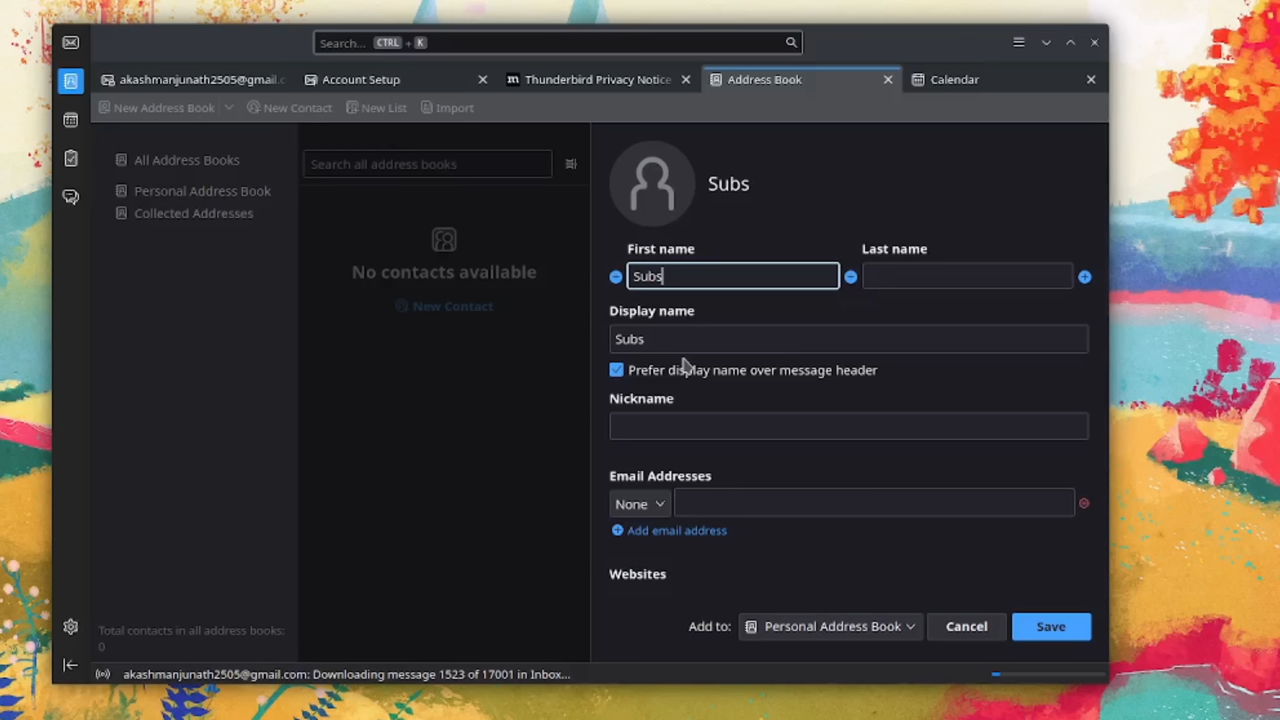 Search... CTRL + K
akashmanjunath2505@gmail.c
Account Setup
Thunderbird Privacy Notice
Address Book
Calendar
New Address Book
New Contact
New List
Import
All Address Books
Personal Address Book
Collected Addresses
Total contacts in all address books:
0
Search all address books
No contacts available
New Contact
Subs
First name
Last name
Subs
Display name
Subs
Prefer display name over message header
Nickname
Email Addresses
None
Add email address
Websites
Add to: Personal Address Book
Cancel
Save
akashmanjunath2505@gmail.com: Downloading message 1523 of 17001 in Inbox...